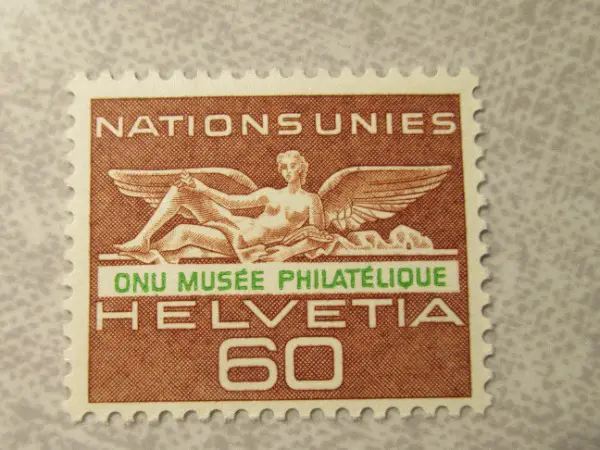 NATIONS UNIES
ONU MUSÉE PHILATÉLIQUE
HELVETIA
60